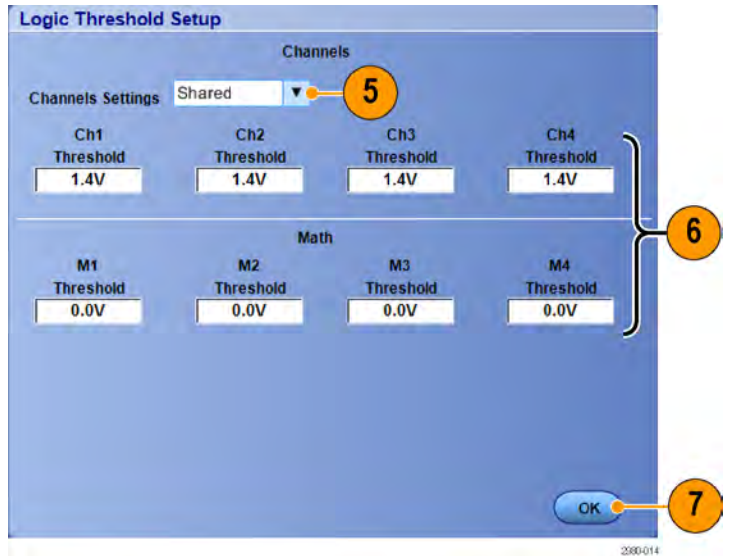 Logic Threshold Setup
Channels
Channels Settings Shared 5
Ch1 Ch2 Ch3 Ch4
Threshold Threshold Threshold Threshold
1.4V 1.4V 1.4V 1.4V
6
Math
M1 M2 M3 M4
Threshold Threshold Threshold Threshold
0.0V 0.0V 0.0V 0.0V
OK 7
2380-014